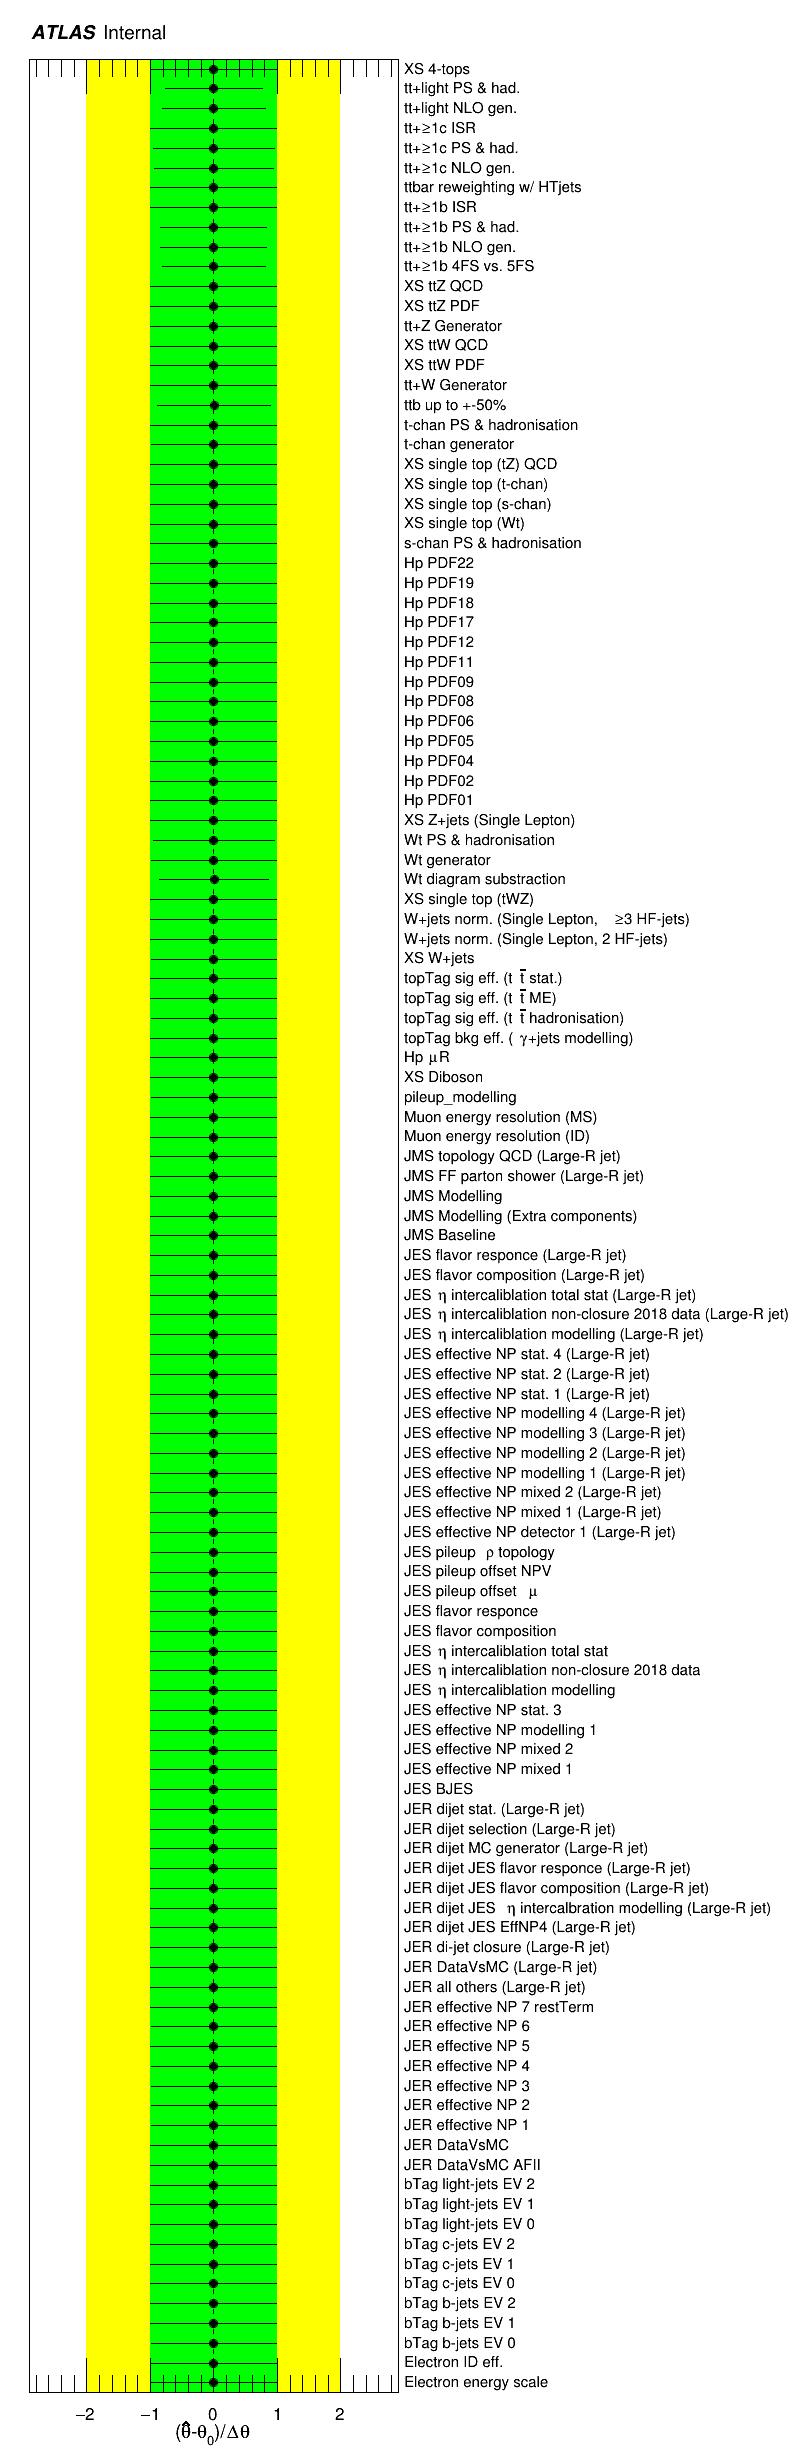 ATLAS Internal
XS 4-tops
tt+light PS & had.
tt+light NLO gen.
tt+≥1c ISR
tt+≥1c PS & had.
tt+≥1c NLO gen.
ttbar reweighting w/ HTjets
tt+≥1b ISR
tt+≥1b PS & had.
tt+≥1b NLO gen.
tt+≥1b 4FS vs. 5FS
XS ttZ QCD
XS ttZ PDF
tt+Z Generator
XS ttW QCD
XS ttW PDF
tt+W Generator
ttb up to +-50%
t-chan PS & hadronisation
t-chan generator
XS single top (tZ) QCD
XS single top (t-chan)
XS single top (s-chan)
XS single top (Wt)
s-chan PS & hadronisation
Hp PDF22
Hp PDF19
Hp PDF18
Hp PDF17
Hp PDF12
Hp PDF11
Hp PDF09
Hp PDF08
Hp PDF06
Hp PDF05
Hp PDF04
Hp PDF02
Hp PDF01
XS Z+jets (Single Lepton)
Wt PS & hadronisation
Wt generator
Wt diagram substraction
XS single top (tWZ)
W+jets norm. (Single Lepton, ≥3 HF-jets)
W+jets norm. (Single Lepton, 2 HF-jets)
XS W+jets
topTag sig eff. (t t̄ stat.)
topTag sig eff. (t t̄ ME)
topTag sig eff. (t t̄ hadronisation)
topTag bkg eff. ( γ+jets modelling)
Hp μR
XS Diboson
pileup_modelling
Muon energy resolution (MS)
Muon energy resolution (ID)
JMS topology QCD (Large-R jet)
JMS FF parton shower (Large-R jet)
JMS Modelling
JMS Modelling (Extra components)
JMS Baseline
JES flavor responce (Large-R jet)
JES flavor composition (Large-R jet)
JES η intercaliblation total stat (Large-R jet)
JES η intercaliblation non-closure 2018 data (Large-R jet)
JES η intercaliblation modelling (Large-R jet)
JES effective NP stat. 4 (Large-R jet)
JES effective NP stat. 2 (Large-R jet)
JES effective NP stat. 1 (Large-R jet)
JES effective NP modelling 4 (Large-R jet)
JES effective NP modelling 3 (Large-R jet)
JES effective NP modelling 2 (Large-R jet)
JES effective NP modelling 1 (Large-R jet)
JES effective NP mixed 2 (Large-R jet)
JES effective NP mixed 1 (Large-R jet)
JES effective NP detector 1 (Large-R jet)
JES pileup ρ topology
JES pileup offset NPV
JES pileup offset μ
JES flavor responce
JES flavor composition
JES η intercaliblation total stat
JES η intercaliblation non-closure 2018 data
JES η intercaliblation modelling
JES effective NP stat. 3
JES effective NP modelling 1
JES effective NP mixed 2
JES effective NP mixed 1
JES BJES
JER dijet stat. (Large-R jet)
JER dijet selection (Large-R jet)
JER dijet MC generator (Large-R jet)
JER dijet JES flavor responce (Large-R jet)
JER dijet JES flavor composition (Large-R jet)
JER dijet JES η intercalbration modelling (Large-R jet)
JER dijet JES EffNP4 (Large-R jet)
JER di-jet closure (Large-R jet)
JER DataVsMC (Large-R jet)
JER all others (Large-R jet)
JER effective NP 7 restTerm
JER effective NP 6
JER effective NP 5
JER effective NP 4
JER effective NP 3
JER effective NP 2
JER effective NP 1
JER DataVsMC
JER DataVsMC AFII
bTag light-jets EV 2
bTag light-jets EV 1
bTag light-jets EV 0
bTag c-jets EV 2
bTag c-jets EV 1
bTag c-jets EV 0
bTag b-jets EV 2
bTag b-jets EV 1
bTag b-jets EV 0
Electron ID eff.
Electron energy scale
−2 −1 0 1 2
(θ̂-θ₀)/Δθ